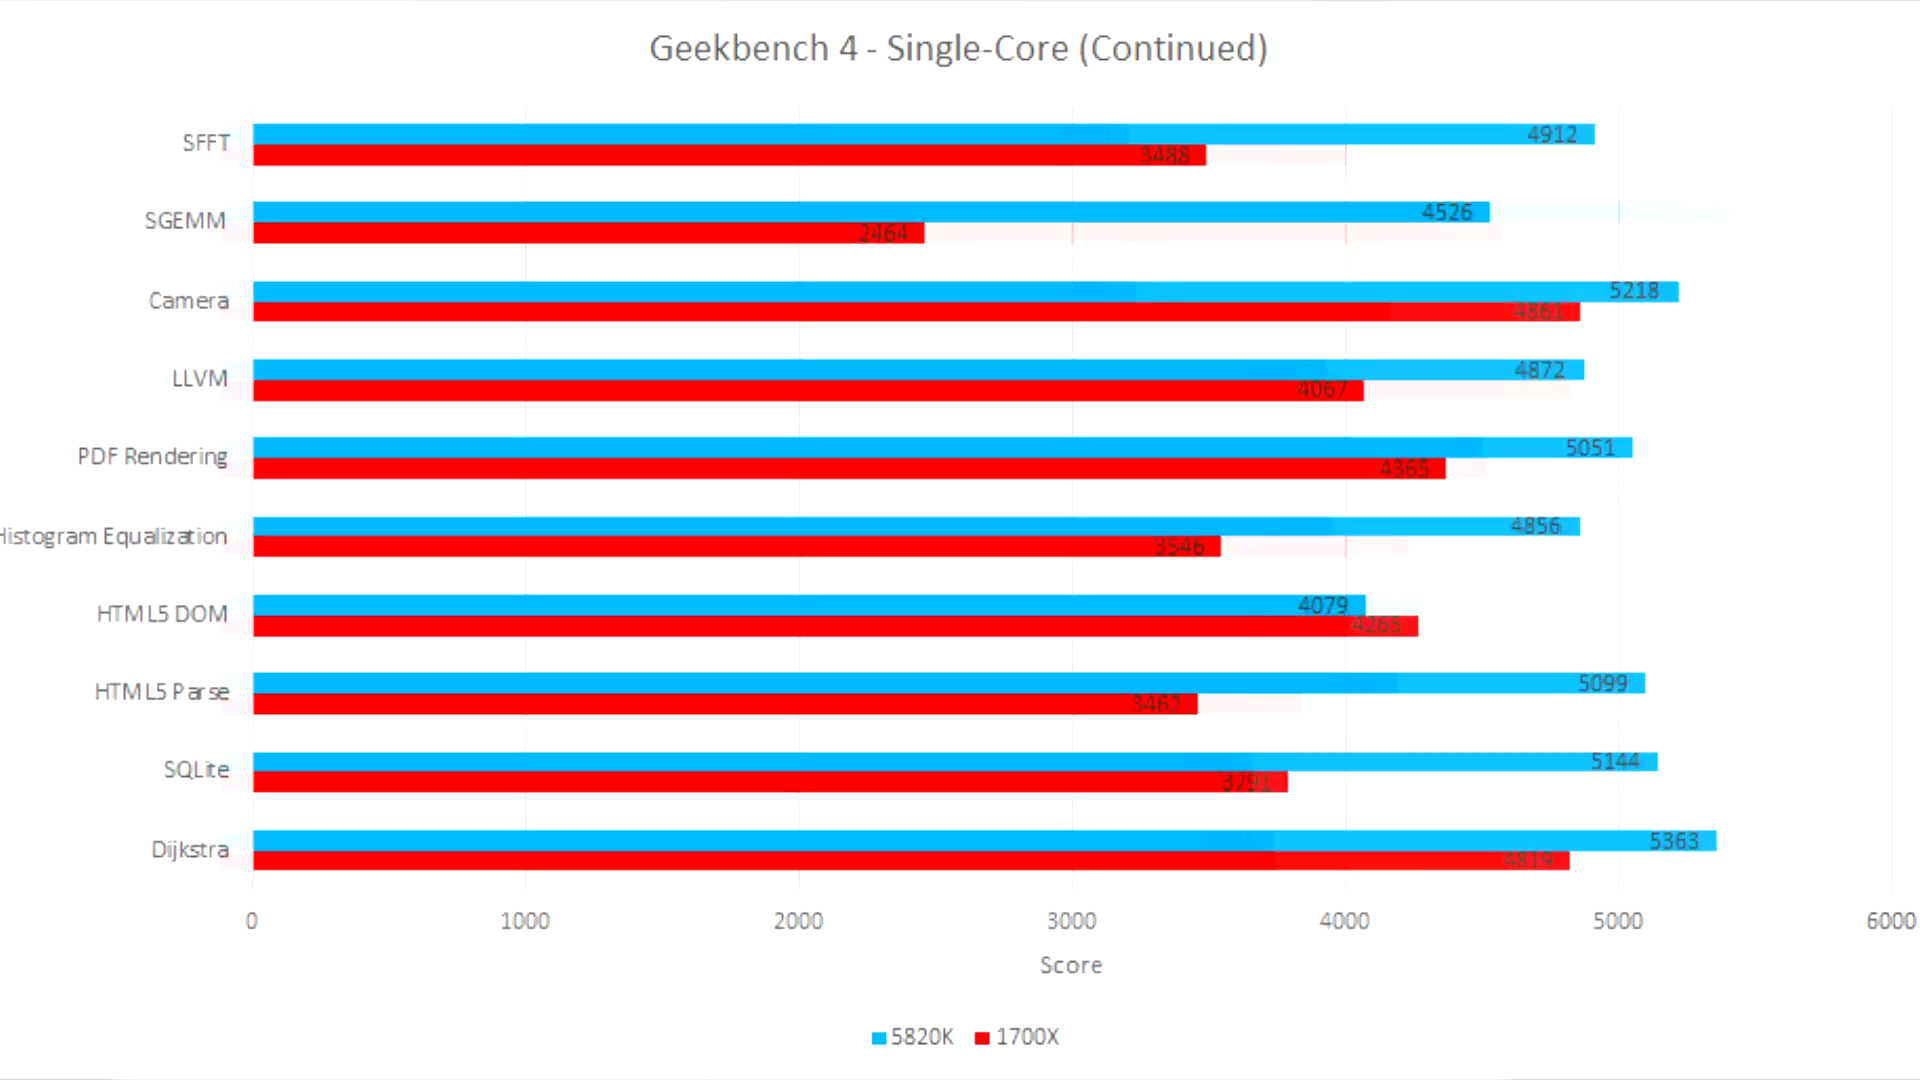 Geekbench 4 - Single-Core (Continued)
SFFT
4912
3488
SGEMM
4526
2464
Camera
5218
4861
LLVM
4872
4067
PDF Rendering
5051
4365
Histogram Equalization
4856
3546
HTML5 DOM
4079
4265
HTML5 Parse
5099
3462
SQLite
5144
3791
Dijkstra
5363
4819
0 1000 2000 3000 4000 5000 6000
Score
5820K 1700X